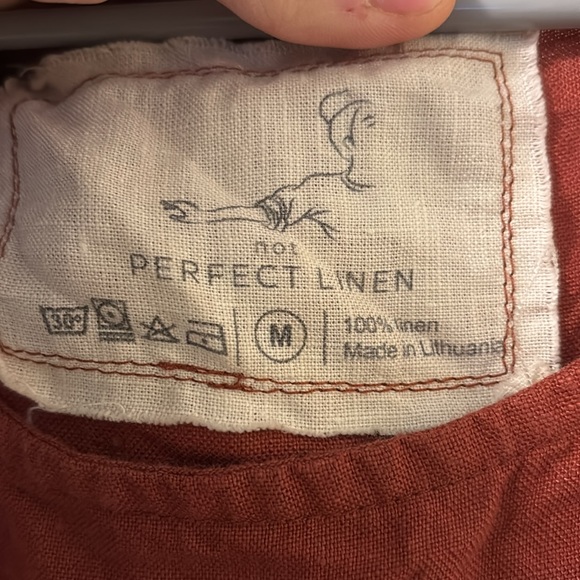 not
PERFECT LINEN
30°
M
100% linen
Made in Lithuania